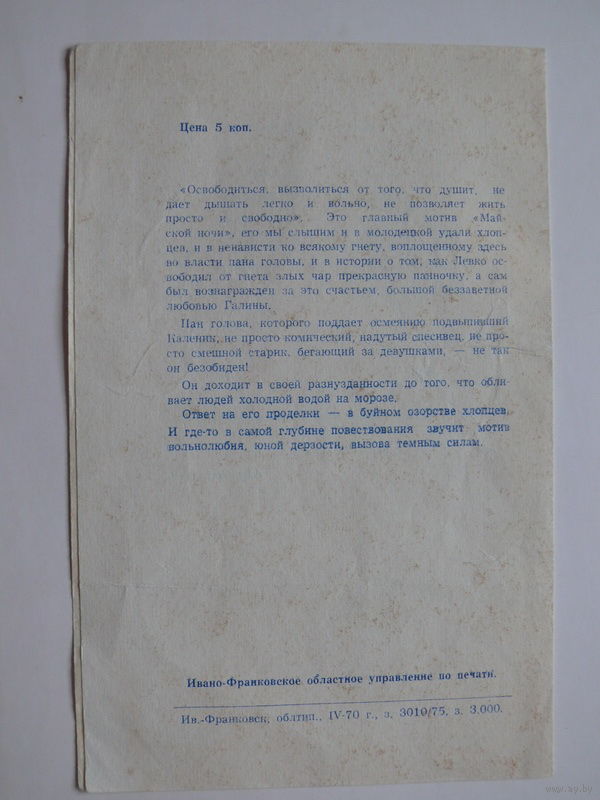 Цена 5 коп.
«Освободиться, вызволиться от того, что душит, не
дает дышать легко и вольно, не позволяет жить
просто и свободно». Это главный мотив «Май-
ской ночи», его мы слышим и в молодецкой удали хлоп-
цев, и в ненависти ко всякому гнету, воплощенному здесь
во власти пана головы, и в истории о том, как Левко ос-
вободил от гнета злых чар прекрасную панночку, а сам
был вознагражден за это счастьем, большой беззаветной
любовью Галины.
Пан голова, которого поддает осмеянию подвыпивший
Каленик, не просто комический, надутый спесивец, не про-
сто смешной старик, бегающий за девушками, — не так
он безобиден!
Он доходит в своей разнузданности до того, что обли-
вает людей холодной водой на морозе.
Ответ на его проделки — в буйном озорстве хлопцев.
И где-то в самой глубине повествования звучит мотив
вольнолюбия, юной дерзости, вызова темным силам.
Ивано-Франковское областное управление по печати.
Ив.-Франковск, облтип., IV-70 г., з. 3010/75, з. 3.000.
www.ay.by